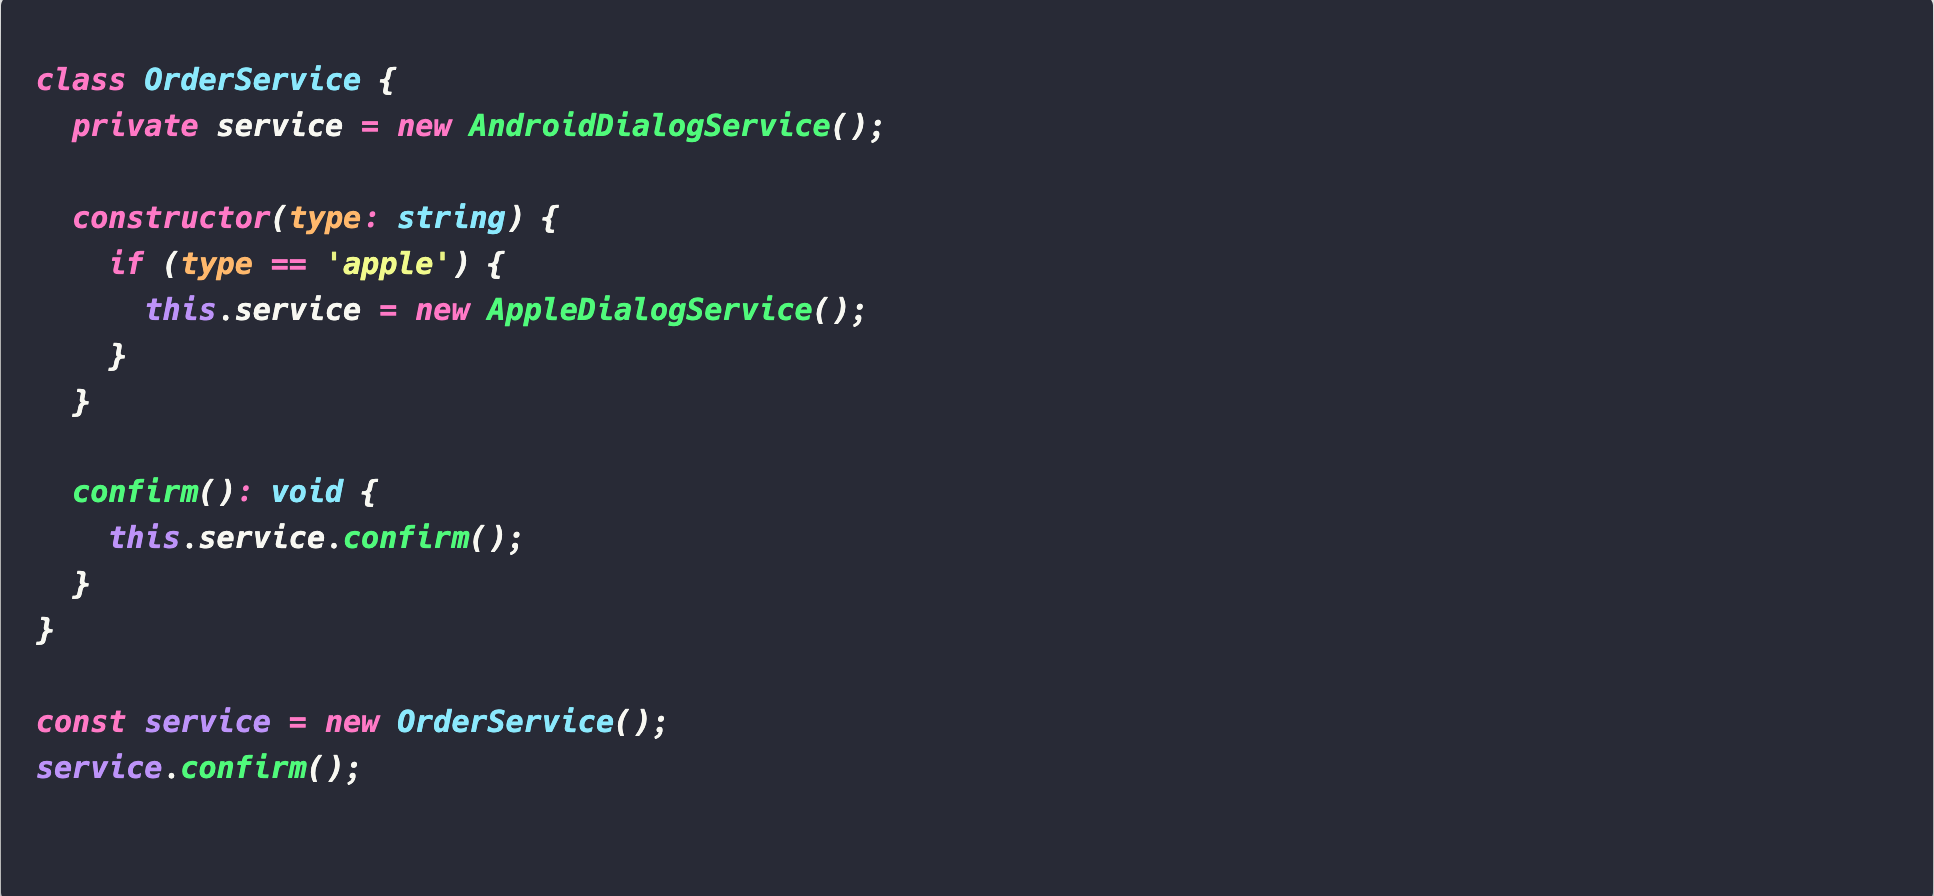 class OrderService {
  private service = new AndroidDialogService();
  constructor(type: string) {
    if (type == 'apple') {
      this.service = new AppleDialogService();
    }
  }
  confirm(): void {
    this.service.confirm();
  }
}
const service = new OrderService();
service.confirm();